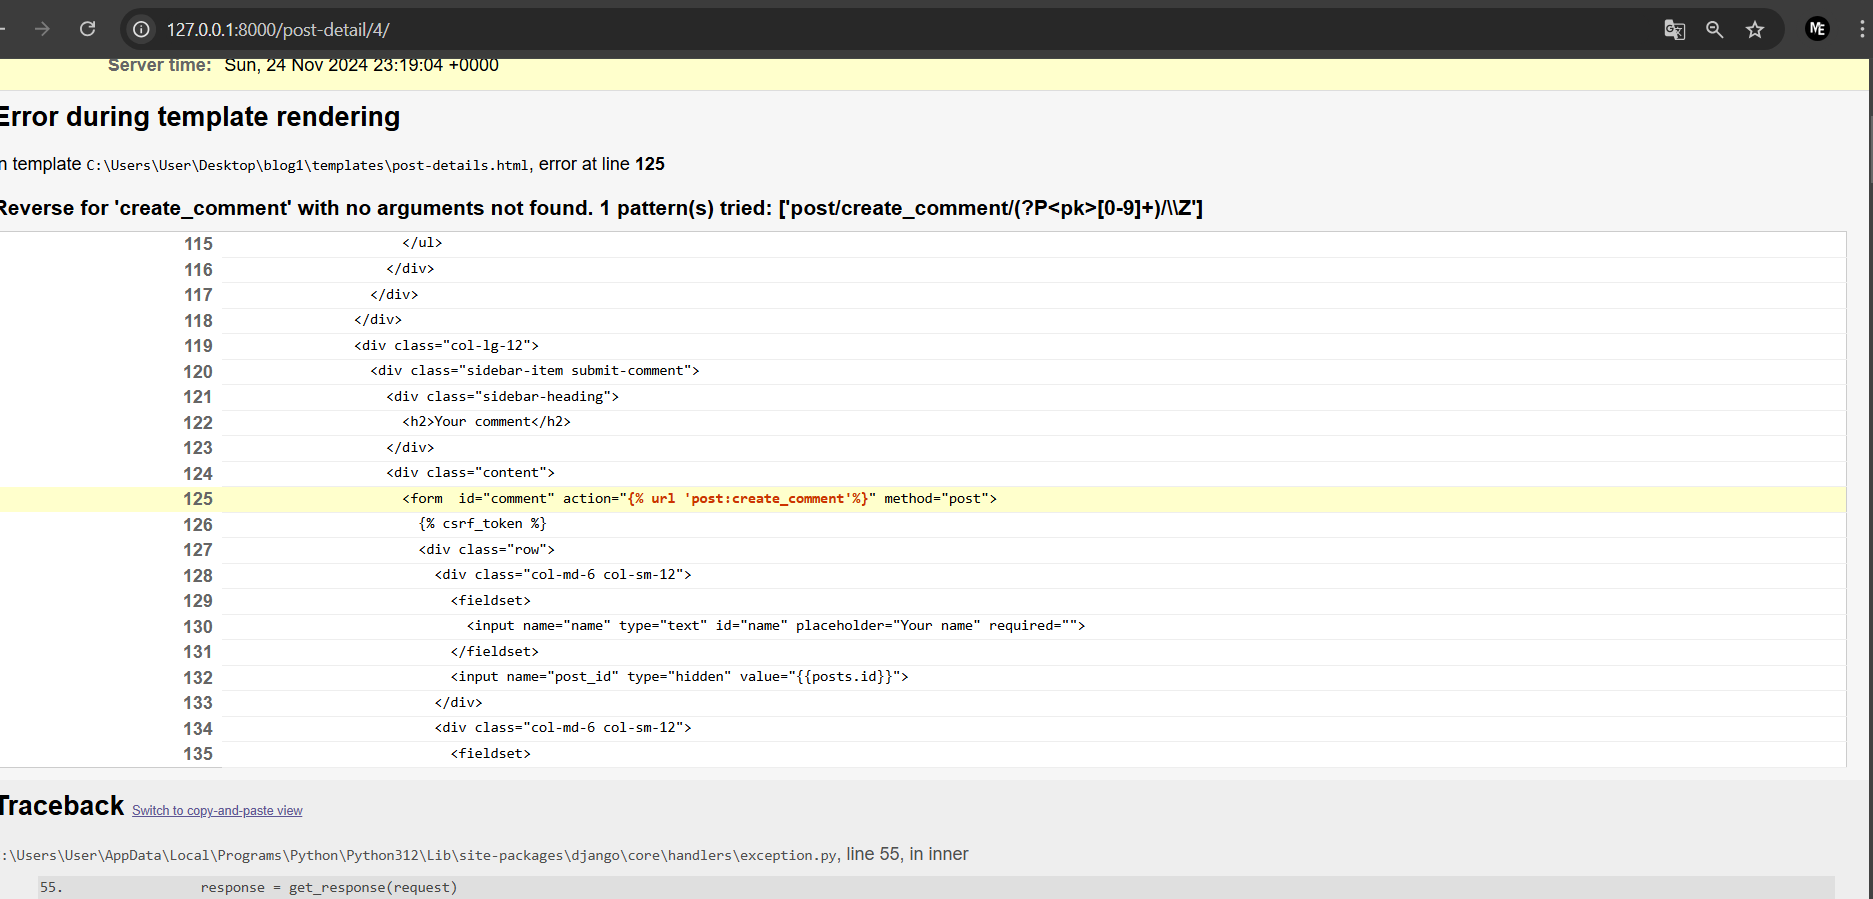 127.0.0.1:8000/post-detail/4/
ME
Server time: Sun, 24 Nov 2024 23:19:04 +0000
Error during template rendering
n template C:\Users\User\Desktop\blog1\templates\post-details.html, error at line 125
Reverse for 'create_comment' with no arguments not found. 1 pattern(s) tried: ['post/create_comment/(?P<pk>[0-9]+)/\\Z']
115 </ul>
116 </div>
117 </div>
118 </div>
119 <div class="col-lg-12">
120 <div class="sidebar-item submit-comment">
121 <div class="sidebar-heading">
122 <h2>Your comment</h2>
123 </div>
124 <div class="content">
125 <form  id="comment" action="{% url 'post:create_comment'%}" method="post">
126 {% csrf_token %}
127 <div class="row">
128 <div class="col-md-6 col-sm-12">
129 <fieldset>
130 <input name="name" type="text" id="name" placeholder="Your name" required="">
131 </fieldset>
132 <input name="post_id" type="hidden" value="{{posts.id}}">
133 </div>
134 <div class="col-md-6 col-sm-12">
135 <fieldset>
Traceback Switch to copy-and-paste view
:\Users\User\AppData\Local\Programs\Python\Python312\Lib\site-packages\django\core\handlers\exception.py, line 55, in inner
55. response = get_response(request)